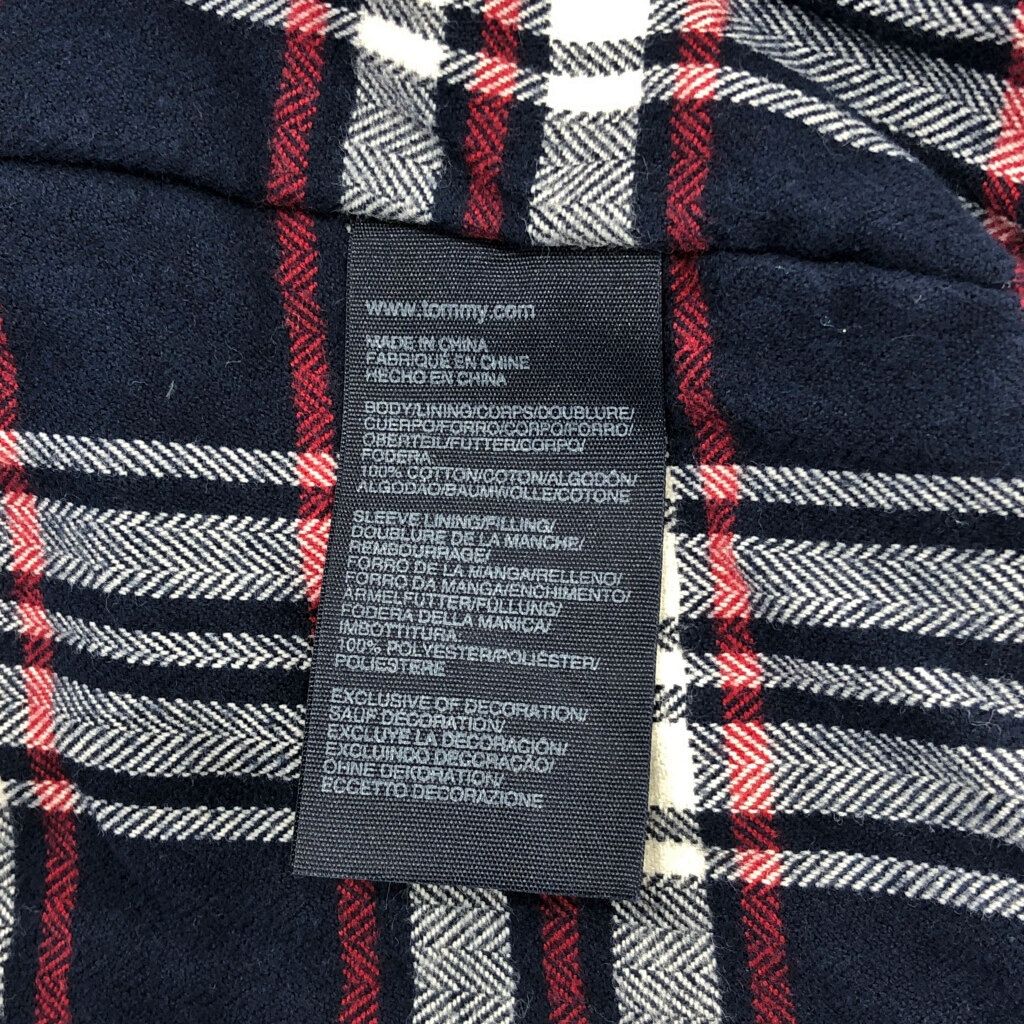 www.tommy.com
MADE IN CHINA
FABRIQUE EN CHINE
HECHO EN CHINA
BODY/LINING/CORPS/DOUBLURE/
CUERPO/FORRO/CORPO/FORRO/
OBERTEIL/FUTTER/CORPO/
FODERA
100% COTTON/COTON/ALGODÓN/
ALGODÃO/BAUMWOLLE/COTONE
SLEEVE LINING/FILLING/
DOUBLURE DE LA MANCHE/
REMBOURRAGE/
FORRO DE LA MANGA/RELLENO/
FORRO DA MANGA/ENCHIMENTO/
ÄRMELFUTTER/FÜLLUNG/
FODERA DELLA MANICA/
IMBOTTITURA
100% POLYESTER/POLIÉSTER/
POLIESTERE
EXCLUSIVE OF DECORATION/
SAUF DÉCORATION/
EXCLUYE LA DECORACIÓN/
EXCLUINDO DECORAÇÃO/
OHNE DEKORATION/
ECCETTO DECORAZIONE